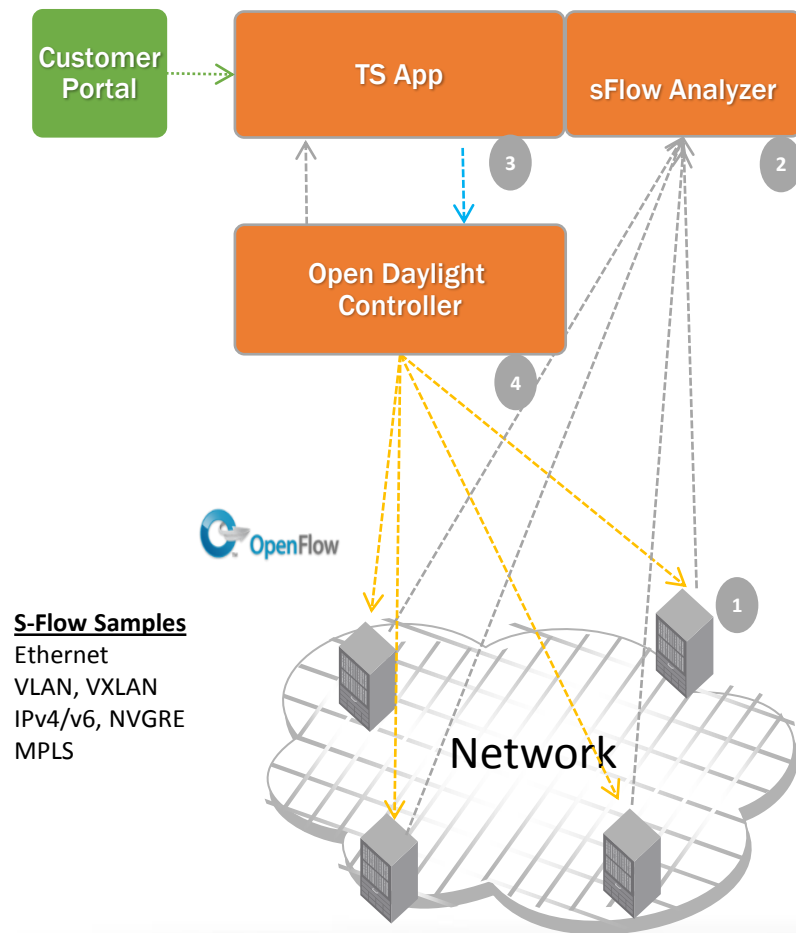 Customer
Portal
TS App
sFlow Analyzer
3
2
Open Daylight
Controller
4
OpenFlow
TM
1
S-Flow Samples
Ethernet
VLAN, VXLAN
IPv4/v6, NVGRE
MPLS
Network